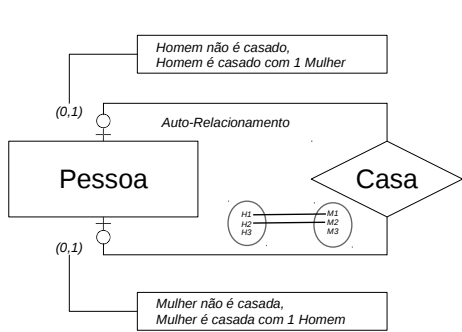 Homem não é casado,
Homem é casado com 1 Mulher
(0,1)
Auto-Relacionamento
Pessoa
Casa
H1
H2
H3
M1
M2
M3
(0,1)
Mulher não é casada,
Mulher é casada com 1 Homem